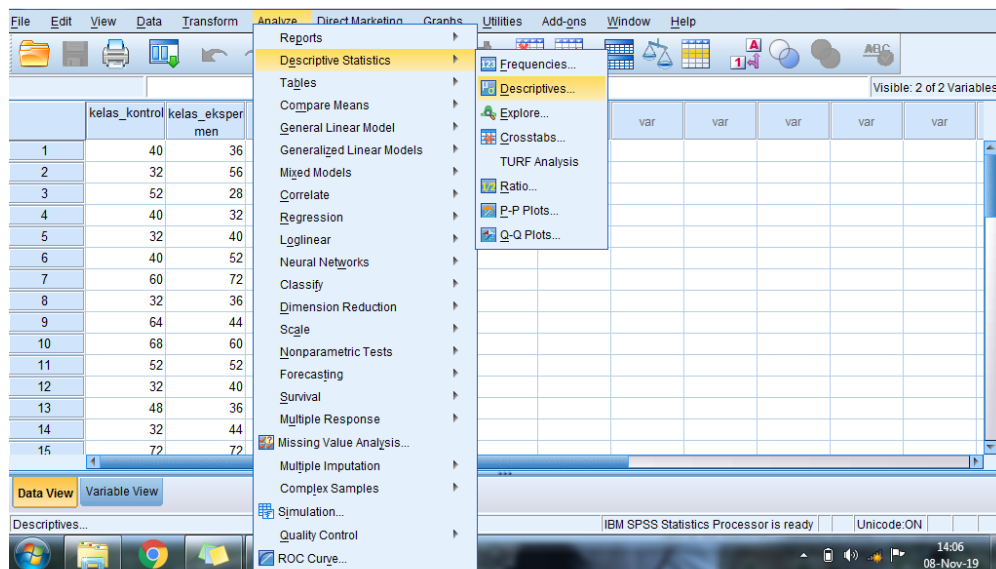 File Edit View Data Transform Analyze Direct Marketing Graphs Utilities Add-ons Window Help
Reports
Descriptive Statistics
Tables
Compare Means
General Linear Model
Generalized Linear Models
Mixed Models
Correlate
Regression
Loglinear
Neural Networks
Classify
Dimension Reduction
Scale
Nonparametric Tests
Forecasting
Survival
Multiple Response
Missing Value Analysis...
Multiple Imputation
Complex Samples
Simulation...
Quality Control
ROC Curve...
Frequencies...
Descriptives...
Explore...
Crosstabs...
TURF Analysis
Ratio...
P-P Plots...
Q-Q Plots...
A
14
ABC
Visible: 2 of 2 Variables
kelas_kontrol kelas_eksper
men
var var var var var
1 40 36
2 32 56
3 52 28
4 40 32
5 32 40
6 40 52
7 60 72
8 32 36
9 64 44
10 68 60
11 52 52
12 32 40
13 48 36
14 32 44
15 72 72
Data View Variable View
Descriptives... IBM SPSS Statistics Processor is ready Unicode:ON
14:06
08-Nov-19